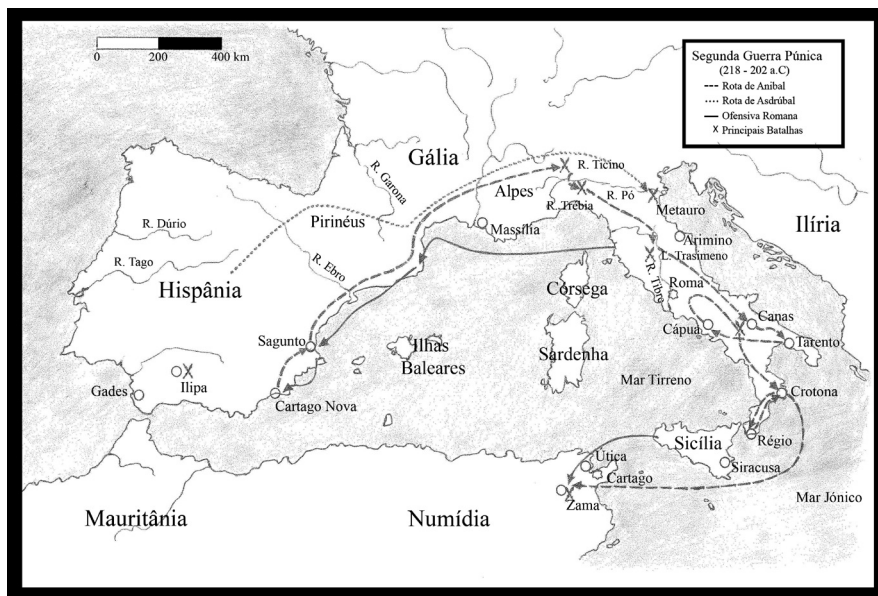 0 200 400 km
Segunda Guerra Púnica
(218 - 202 a.C)
Rota de Anibal
Rota de Asdrúbal
Ofensiva Romana
X Principais Batalhas
Gália
R. Garona
Alpes
R. Ticino
R. Trébia
R. Pó
Metauro
Ilíria
Pirinéus
Massília
Arimino
L. Trasimeno
R. Dúrio
R. Tago
R. Ebro
Hispânia
Córsega
R. Tibre
Roma
Canas
Cápua
Tarento
Sagunto
Ilhas
Baleares
Sardenha
Mar Tirreno
Gades
Ilipa
Cartago Nova
Crotona
Sicília
Régio
Siracusa
Útica
Cartago
Zama
Mar Jónico
Mauritânia
Numídia